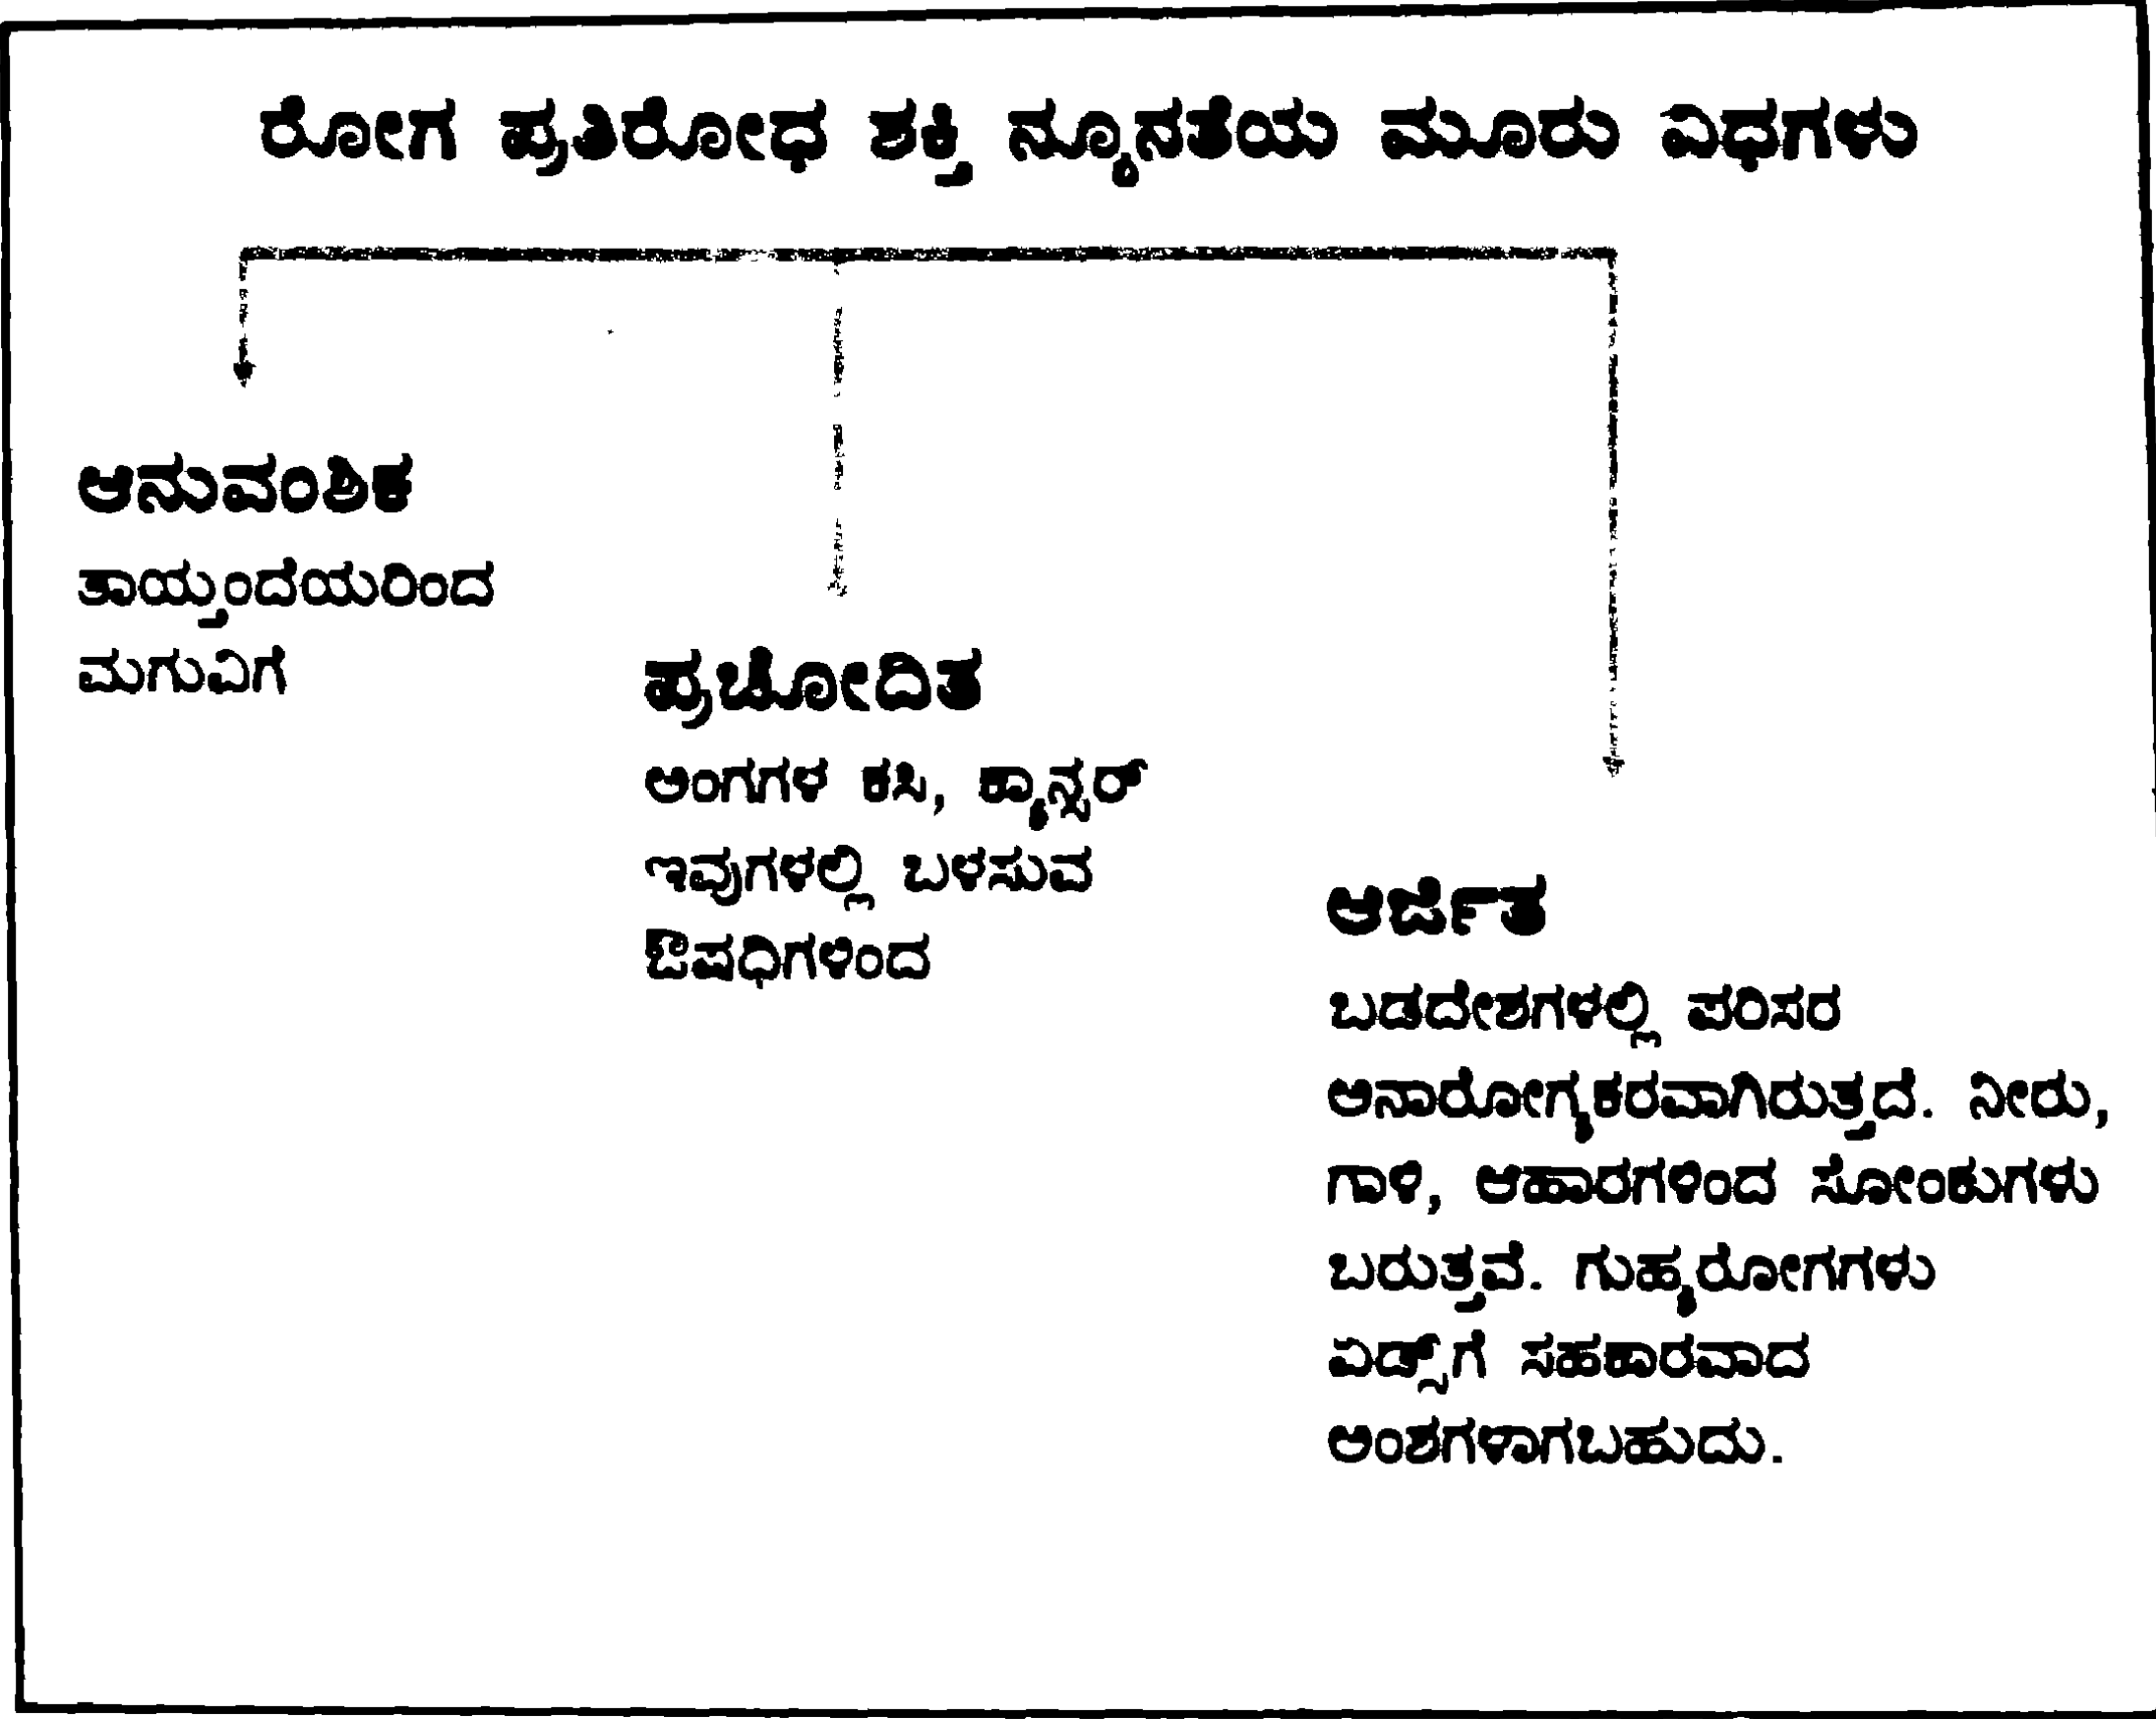 ರೋಗ ಪ್ರತಿರೋಧ ಶಕ್ತಿ ನ್ಯೂನತೆಯ ಮೂರು ವಿಧಗಳು
ಆನುವಂಶಿಕ
ತಾಯ್ತಂದೆಯರಿಂದ
ಮಗುವಿಗೆ
ಪ್ರಚೋದಿತ
ಅಂಗಗಳ ಕಸಿ, ಕ್ಯಾನ್ಸರ್
ಇವುಗಳಲ್ಲಿ ಬಳಸುವ
ಔಷಧಿಗಳಿಂದ
ಆರ್ಜಿತ
ಬಡದೇಶಗಳಲ್ಲಿ ಪರಿಸರ
ಅನಾರೋಗ್ಯಕರವಾಗಿರುತ್ತದೆ. ನೀರು,
ಗಾಳಿ, ಆಹಾರಗಳಿಂದ ಸೋಂಕುಗಳು
ಬರುತ್ತವೆ. ಗುಹ್ಯರೋಗಗಳು
ಏಡ್ಸ್‌ಗೆ ಸಹಕಾರವಾದ
ಅಂಶಗಳಾಗಬಹುದು.